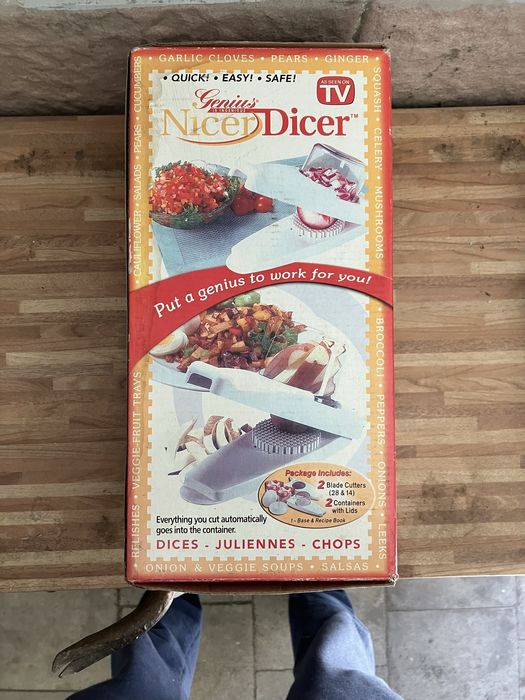 GARLIC CLOVES • PEARS • GINGER
• QUICK! • EASY! • SAFE!
AS SEEN ON
TV
Genius
IS INGENIOUS
NicerDicer™
SQUASH • CELERY • MUSHROOMS
BROCCOLI • PEPPERS • ONIONS • LEEKS
Put a genius to work for you!
Package Includes:
2 Blade Cutters
(28 & 14)
2 Containers
with Lids
1 - Base & Recipe Book
Everything you cut automatically
goes into the container.
DICES - JULIENNES - CHOPS
ONION & VEGGIE SOUPS • SALSAS •
RELISHES • VEGGIE-FRUIT TRAYS
CAULIFLOWER • SALADS • PEARS • CUCUMBERS